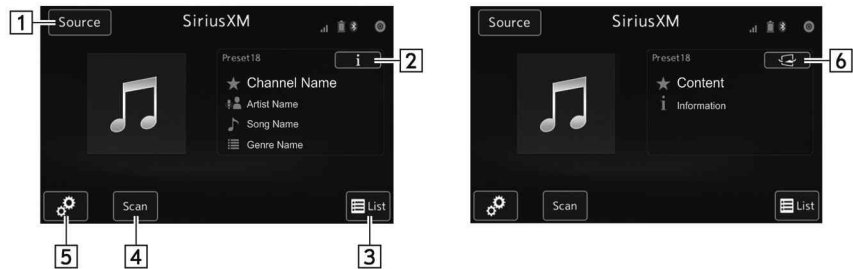 1
Source
SiriusXM
Preset18
i
2
Channel Name
Artist Name
Song Name
Genre Name
Scan
List
5
4
3
Source
SiriusXM
Preset18
6
Content
i
Information
Scan
List